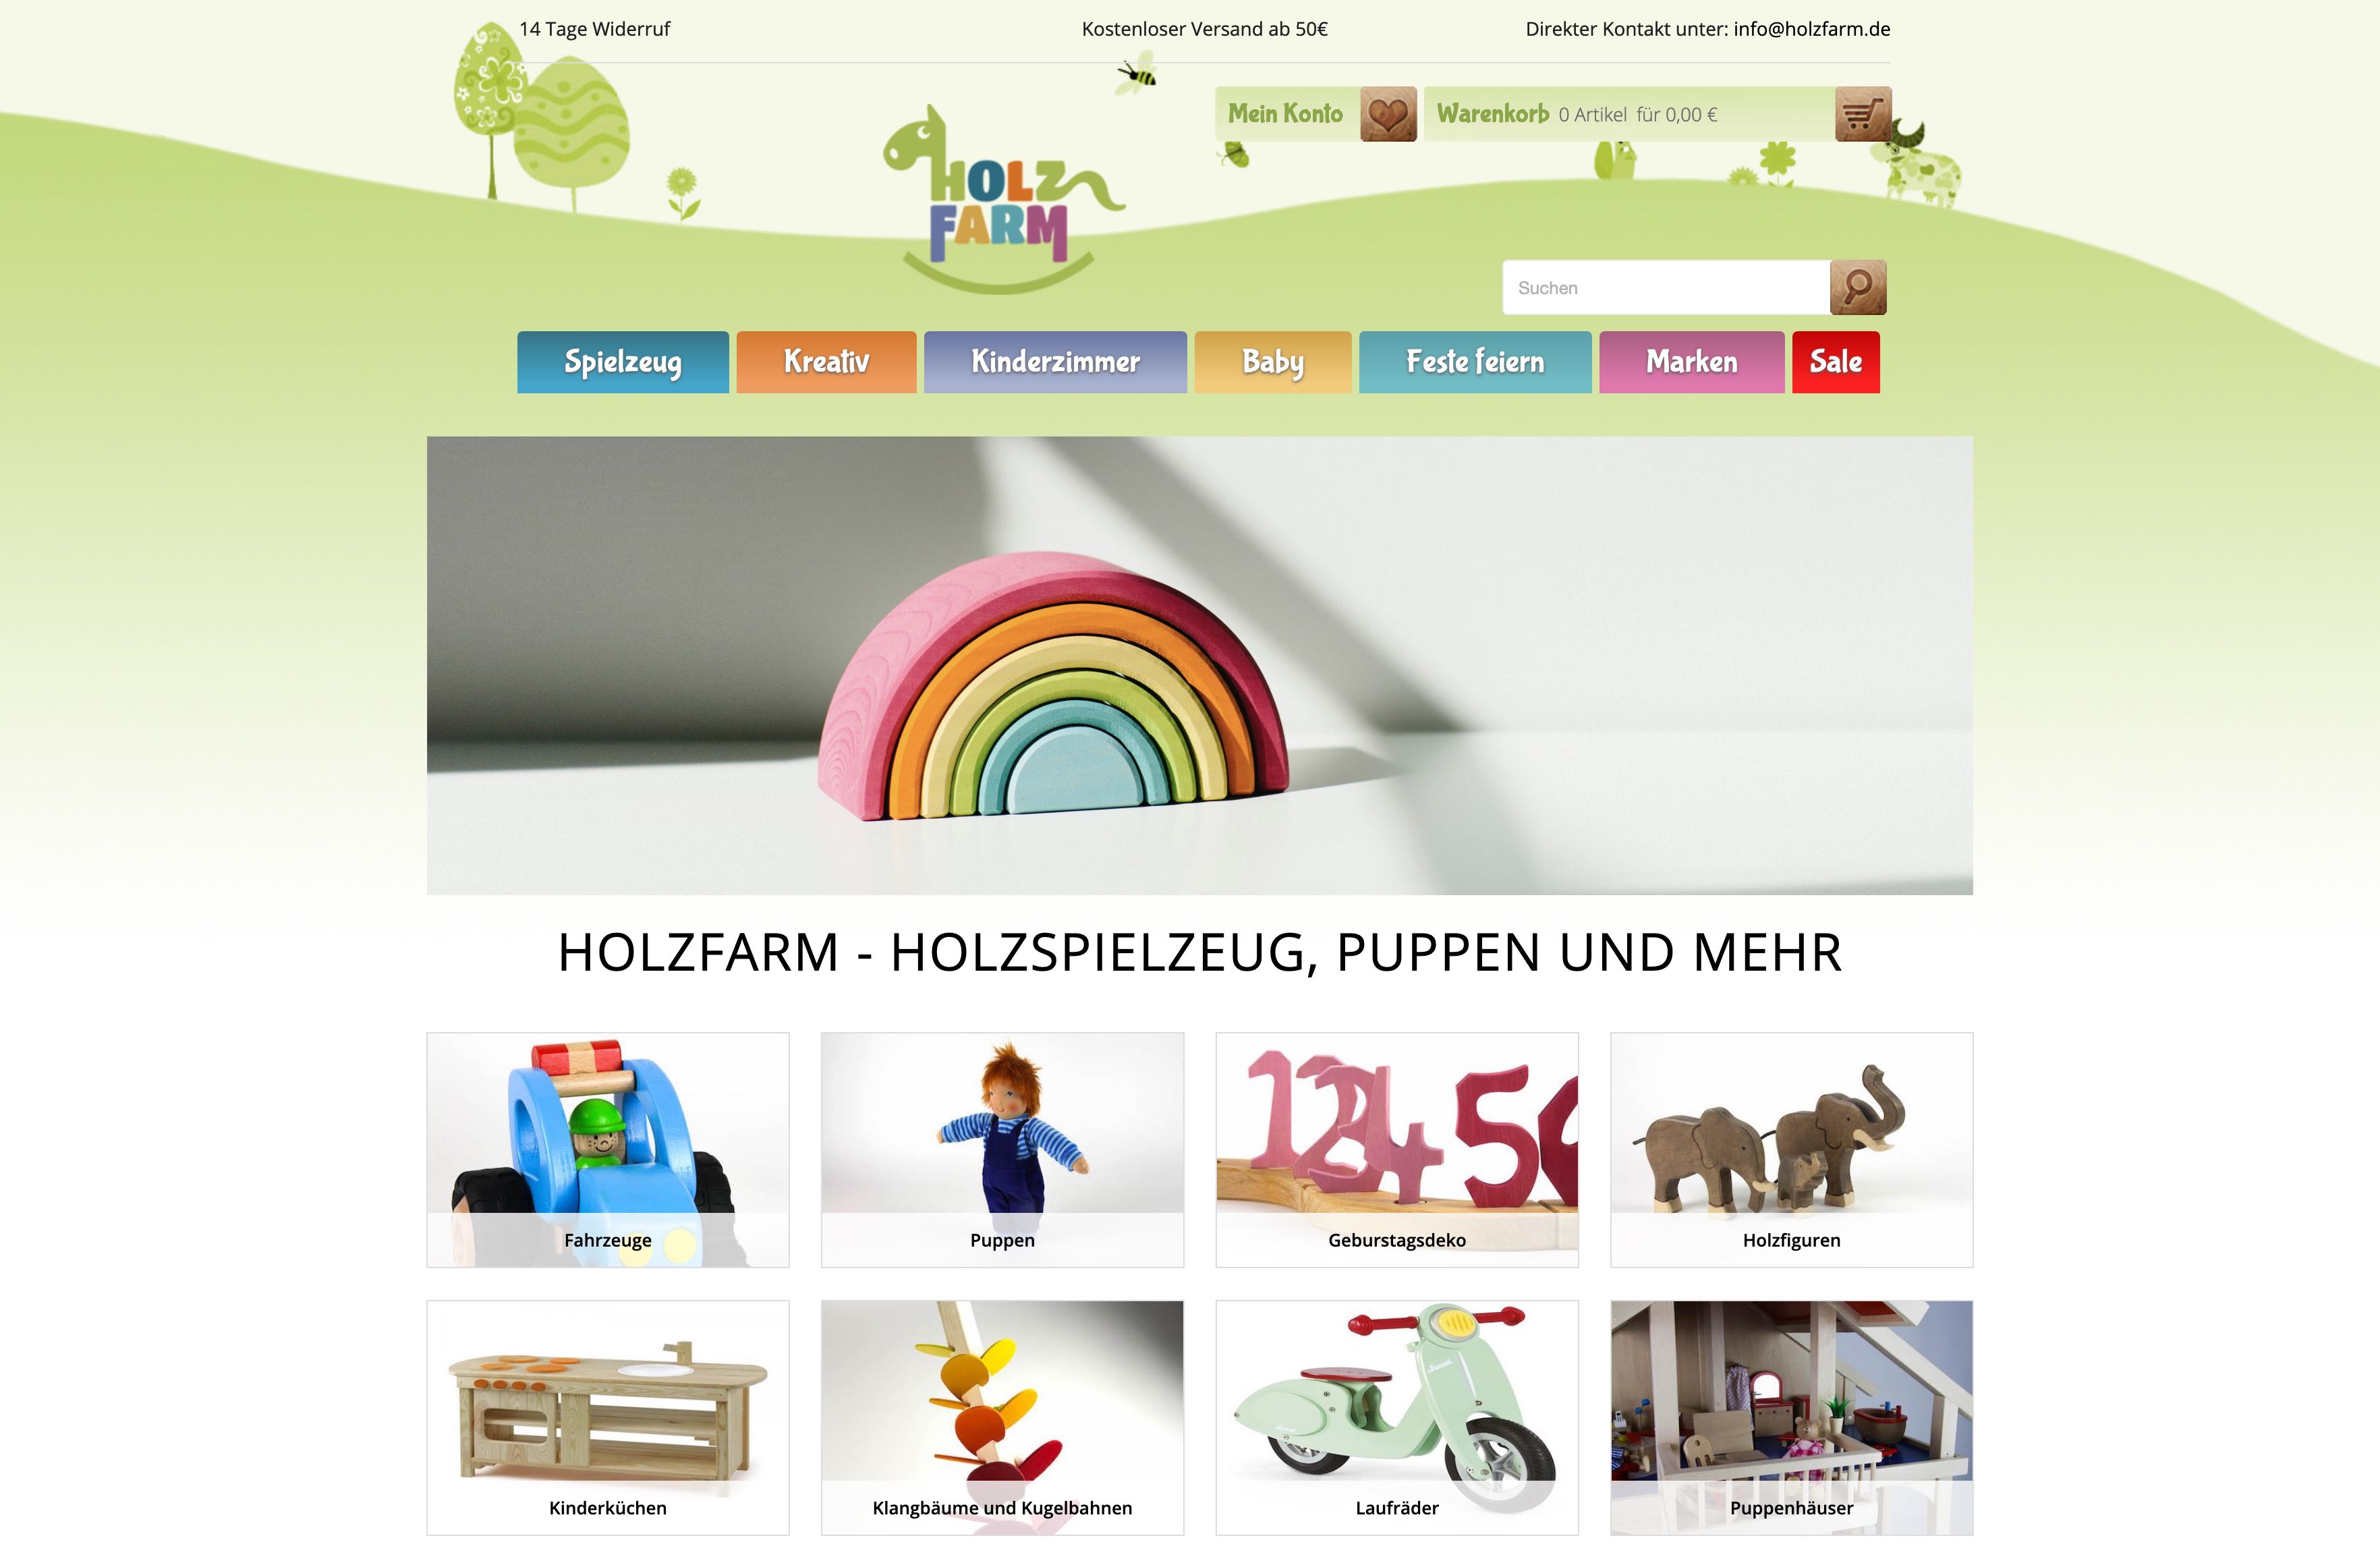 14 Tage Widerruf
Kostenloser Versand ab 50€
Direkter Kontakt unter: info@holzfarm.de
Mein Konto
Warenkorb 0 Artikel für 0,00 €
HOLZ
FARM
Suchen
Spielzeug
Kreativ
Kinderzimmer
Baby
Feste feiern
Marken
Sale
HOLZFARM - HOLZSPIELZEUG, PUPPEN UND MEHR
12456
Fahrzeuge
Puppen
Geburstagsdeko
Holzfiguren
Kinderküchen
Klangbäume und Kugelbahnen
Laufräder
Puppenhäuser